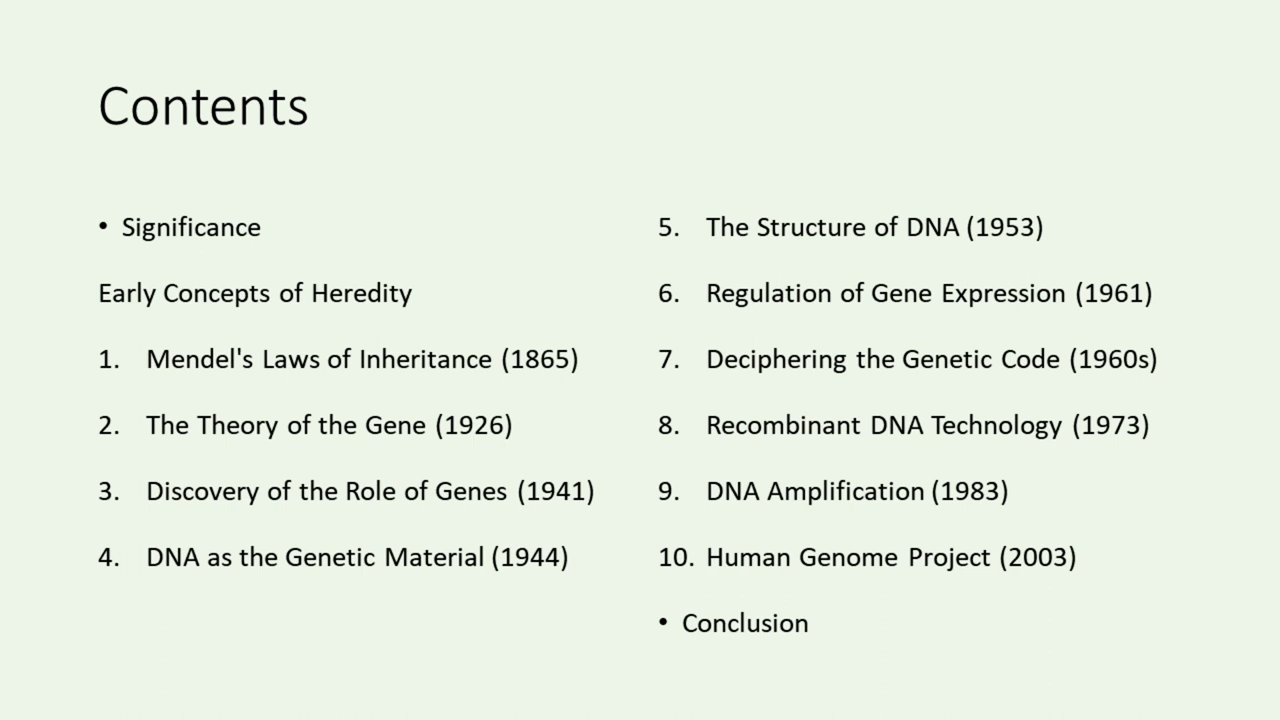 Contents
• Significance
Early Concepts of Heredity
1. Mendel's Laws of Inheritance (1865)
2. The Theory of the Gene (1926)
3. Discovery of the Role of Genes (1941)
4. DNA as the Genetic Material (1944)
5. The Structure of DNA (1953)
6. Regulation of Gene Expression (1961)
7. Deciphering the Genetic Code (1960s)
8. Recombinant DNA Technology (1973)
9. DNA Amplification (1983)
10. Human Genome Project (2003)
• Conclusion